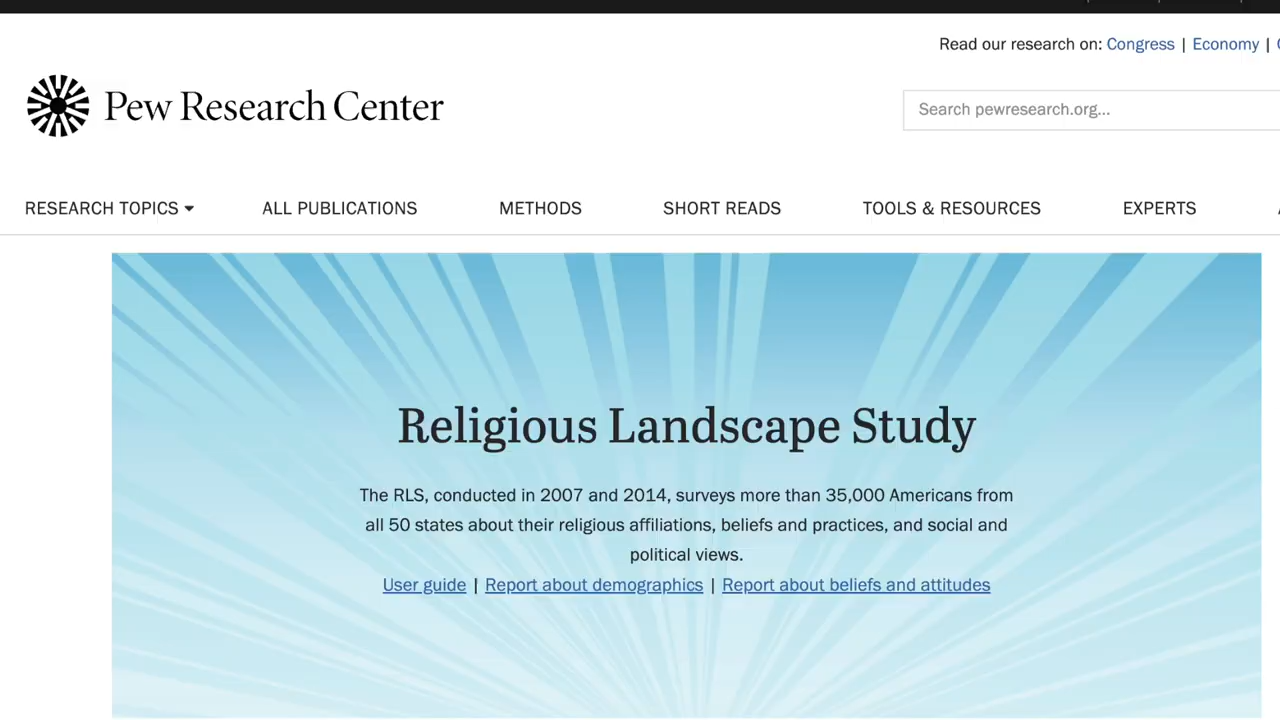 Read our research on: Congress | Economy |
Pew Research Center
Search pewresearch.org...
RESEARCH TOPICS ALL PUBLICATIONS METHODS SHORT READS TOOLS & RESOURCES EXPERTS
Religious Landscape Study
The RLS, conducted in 2007 and 2014, surveys more than 35,000 Americans from
all 50 states about their religious affiliations, beliefs and practices, and social and
political views.
User guide | Report about demographics | Report about beliefs and attitudes